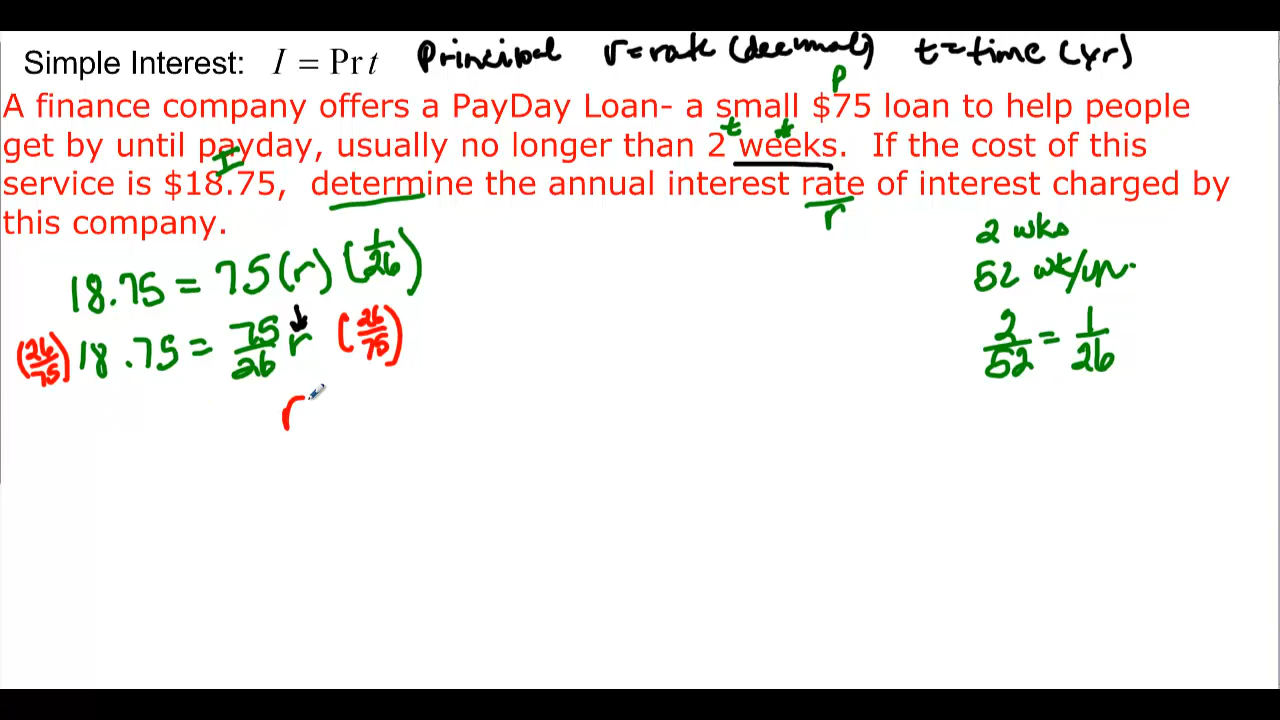 Simple Interest: I = Pr t Principal r=rate (decimal) t=time (yr)
P
A finance company offers a PayDay Loan- a small $75 loan to help people
t
get by until payday, usually no longer than 2 weeks. If the cost of this
I
service is $18.75, determine the annual interest rate of interest charged by
r
this company.
2 wks
18.75 = 75 (r) (1/26)
52 wk/yr.
(26/75) 18.75 = 75/26 r (26/75)
2/52 = 1/26
r